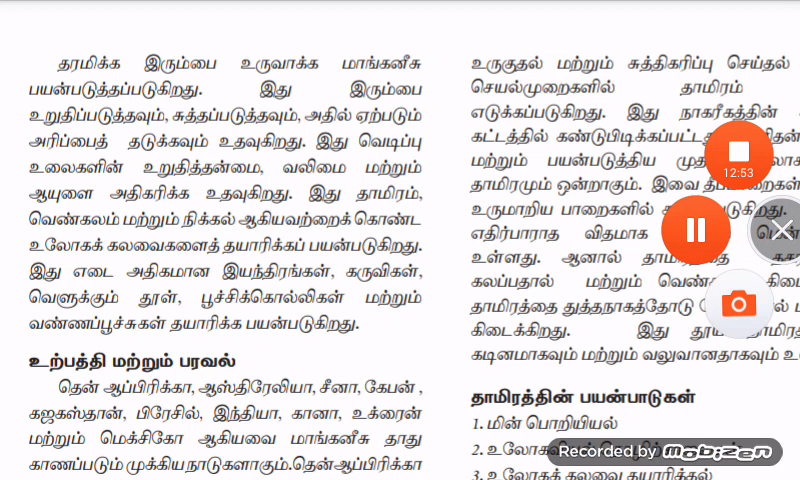 தரமிக்க இரும்பை உருவாக்க மாங்கனீசு
பயன்படுத்தப்படுகிறது. இது இரும்பை
உறுதிப்படுத்தவும், சுத்தப்படுத்தவும், அதில் ஏற்படும்
அரிப்பைத் தடுக்கவும் உதவுகிறது. இது வெடிப்பு
உலைகளின் உறுதித்தன்மை, வலிமை மற்றும்
ஆயுளை அதிகரிக்க உதவுகிறது. இது தாமிரம்,
வெண்கலம் மற்றும் நிக்கல் ஆகியவற்றைக் கொண்ட
உலோகக் கலவைகளைத் தயாரிக்கப் பயன்படுகிறது.
இது எடை அதிகமான இயந்திரங்கள், கருவிகள்,
வெளுக்கும் தூள், பூச்சிக்கொல்லிகள் மற்றும்
வண்ணப்பூச்சுகள் தயாரிக்க பயன்படுகிறது.
உற்பத்தி மற்றும் பரவல்
தென் ஆப்பிரிக்கா, ஆஸ்திரேலியா, சீனா, கேபன் ,
கஜகஸ்தான், பிரேசில், இந்தியா, கானா, உக்ரைன்
மற்றும் மெக்சிகோ ஆகியவை மாங்கனீசு தாது
காணப்படும் முக்கிய நாடுகளாகும்.தென்ஆப்பிரிக்கா
உருகுதல் மற்றும் சுத்திகரிப்பு செய்தல்
செயல்முறைகளில் தாமிரம்
எடுக்கப்படுகிறது. இது நாகரீகத்தின்
கட்டத்தில் கண்டுபிடிக்கப்பட்டது
மற்றும் பயன்படுத்திய
தாமிரமும் ஒன்றாகும். இவை
உருமாறிய பாறைகளில்
எதிர்பாராத விதமாக
உள்ளது. ஆனால்
கலப்பதால் மற்றும்
தாமிரத்தை துத்தநாகத்தோடு
கிடைக்கிறது. இது
கடினமாகவும் மற்றும் வலுவானதாகவும்
தாமிரத்தின் பயன்பாடுகள்
1. மின் பொறியியல்
2.
3. உலோகக் கலவை தயாரித்தல்
12:53
Recorded by mobizen